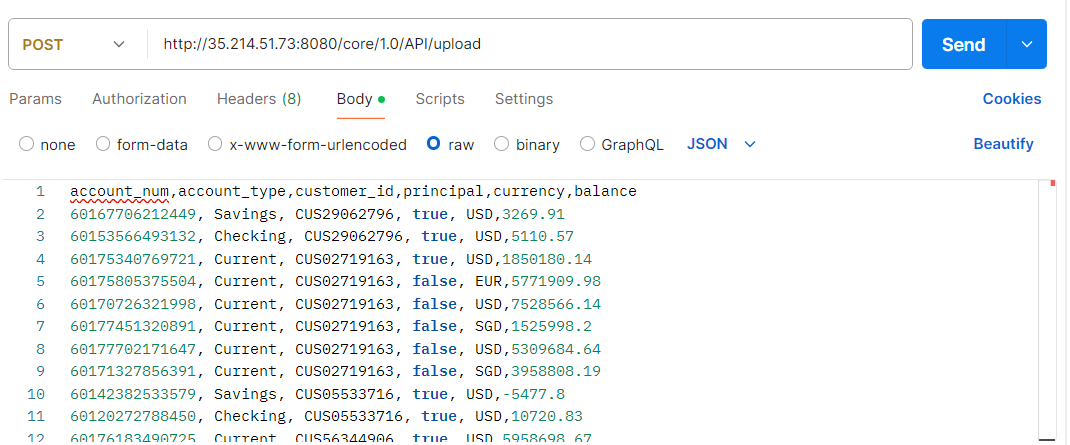 POST http://35.214.51.73:8080/core/1.0/API/upload Send
Params Authorization Headers (8) Body Scripts Settings Cookies
none form-data x-www-form-urlencoded raw binary GraphQL JSON Beautify
1 account_num,account_type,customer_id,principal,currency,balance
2 60167706212449, Savings, CUS29062796, true, USD,3269.91
3 60153566493132, Checking, CUS29062796, true, USD,5110.57
4 60175340769721, Current, CUS02719163, true, USD,1850180.14
5 60175805375504, Current, CUS02719163, false, EUR,5771909.98
6 60170726321998, Current, CUS02719163, false, USD,7528566.14
7 60177451320891, Current, CUS02719163, false, SGD,1525998.2
8 60177702171647, Current, CUS02719163, false, USD,5309684.64
9 60171327856391, Current, CUS02719163, false, SGD,3958808.19
10 60142382533579, Savings, CUS05533716, true, USD,-5477.8
11 60120272788450, Checking, CUS05533716, true, USD,10720.83
12 60176183490725, Current, CUS56344906, true, USD,5958698.67